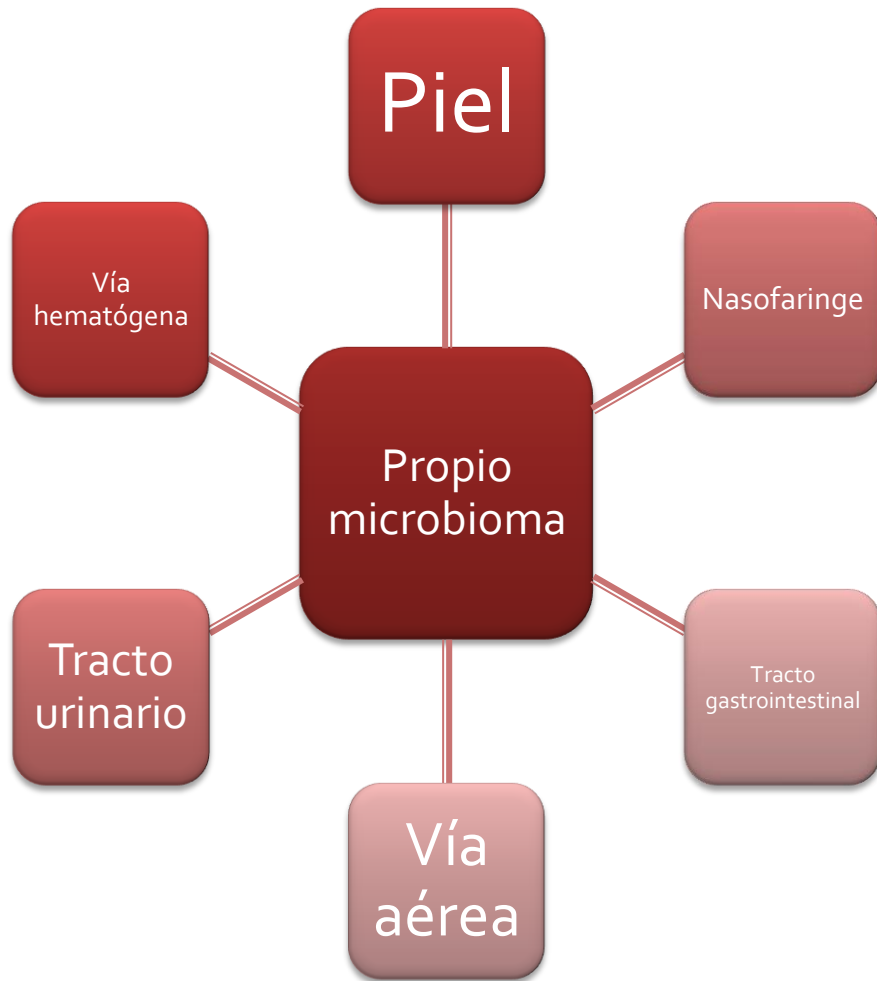 Piel
Vía
hematógena
Nasofaringe
Propio
microbioma
Tracto
urinario
Tracto
gastrointestinal
Vía
aérea